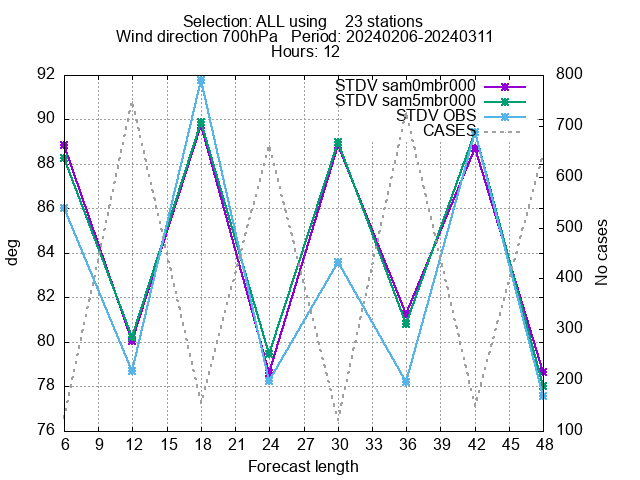 Selection: ALL using    23 stations
Wind direction 700hPa   Period: 20240206-20240311
Hours: 12
STDV sam0mbr000
STDV sam5mbr000
STDV OBS
CASES
92
90
88
86
84
82
80
78
76
deg
800
700
600
500
400
300
200
100
No cases
6 9 12 15 18 21 24 27 30 33 36 39 42 45 48
Forecast length